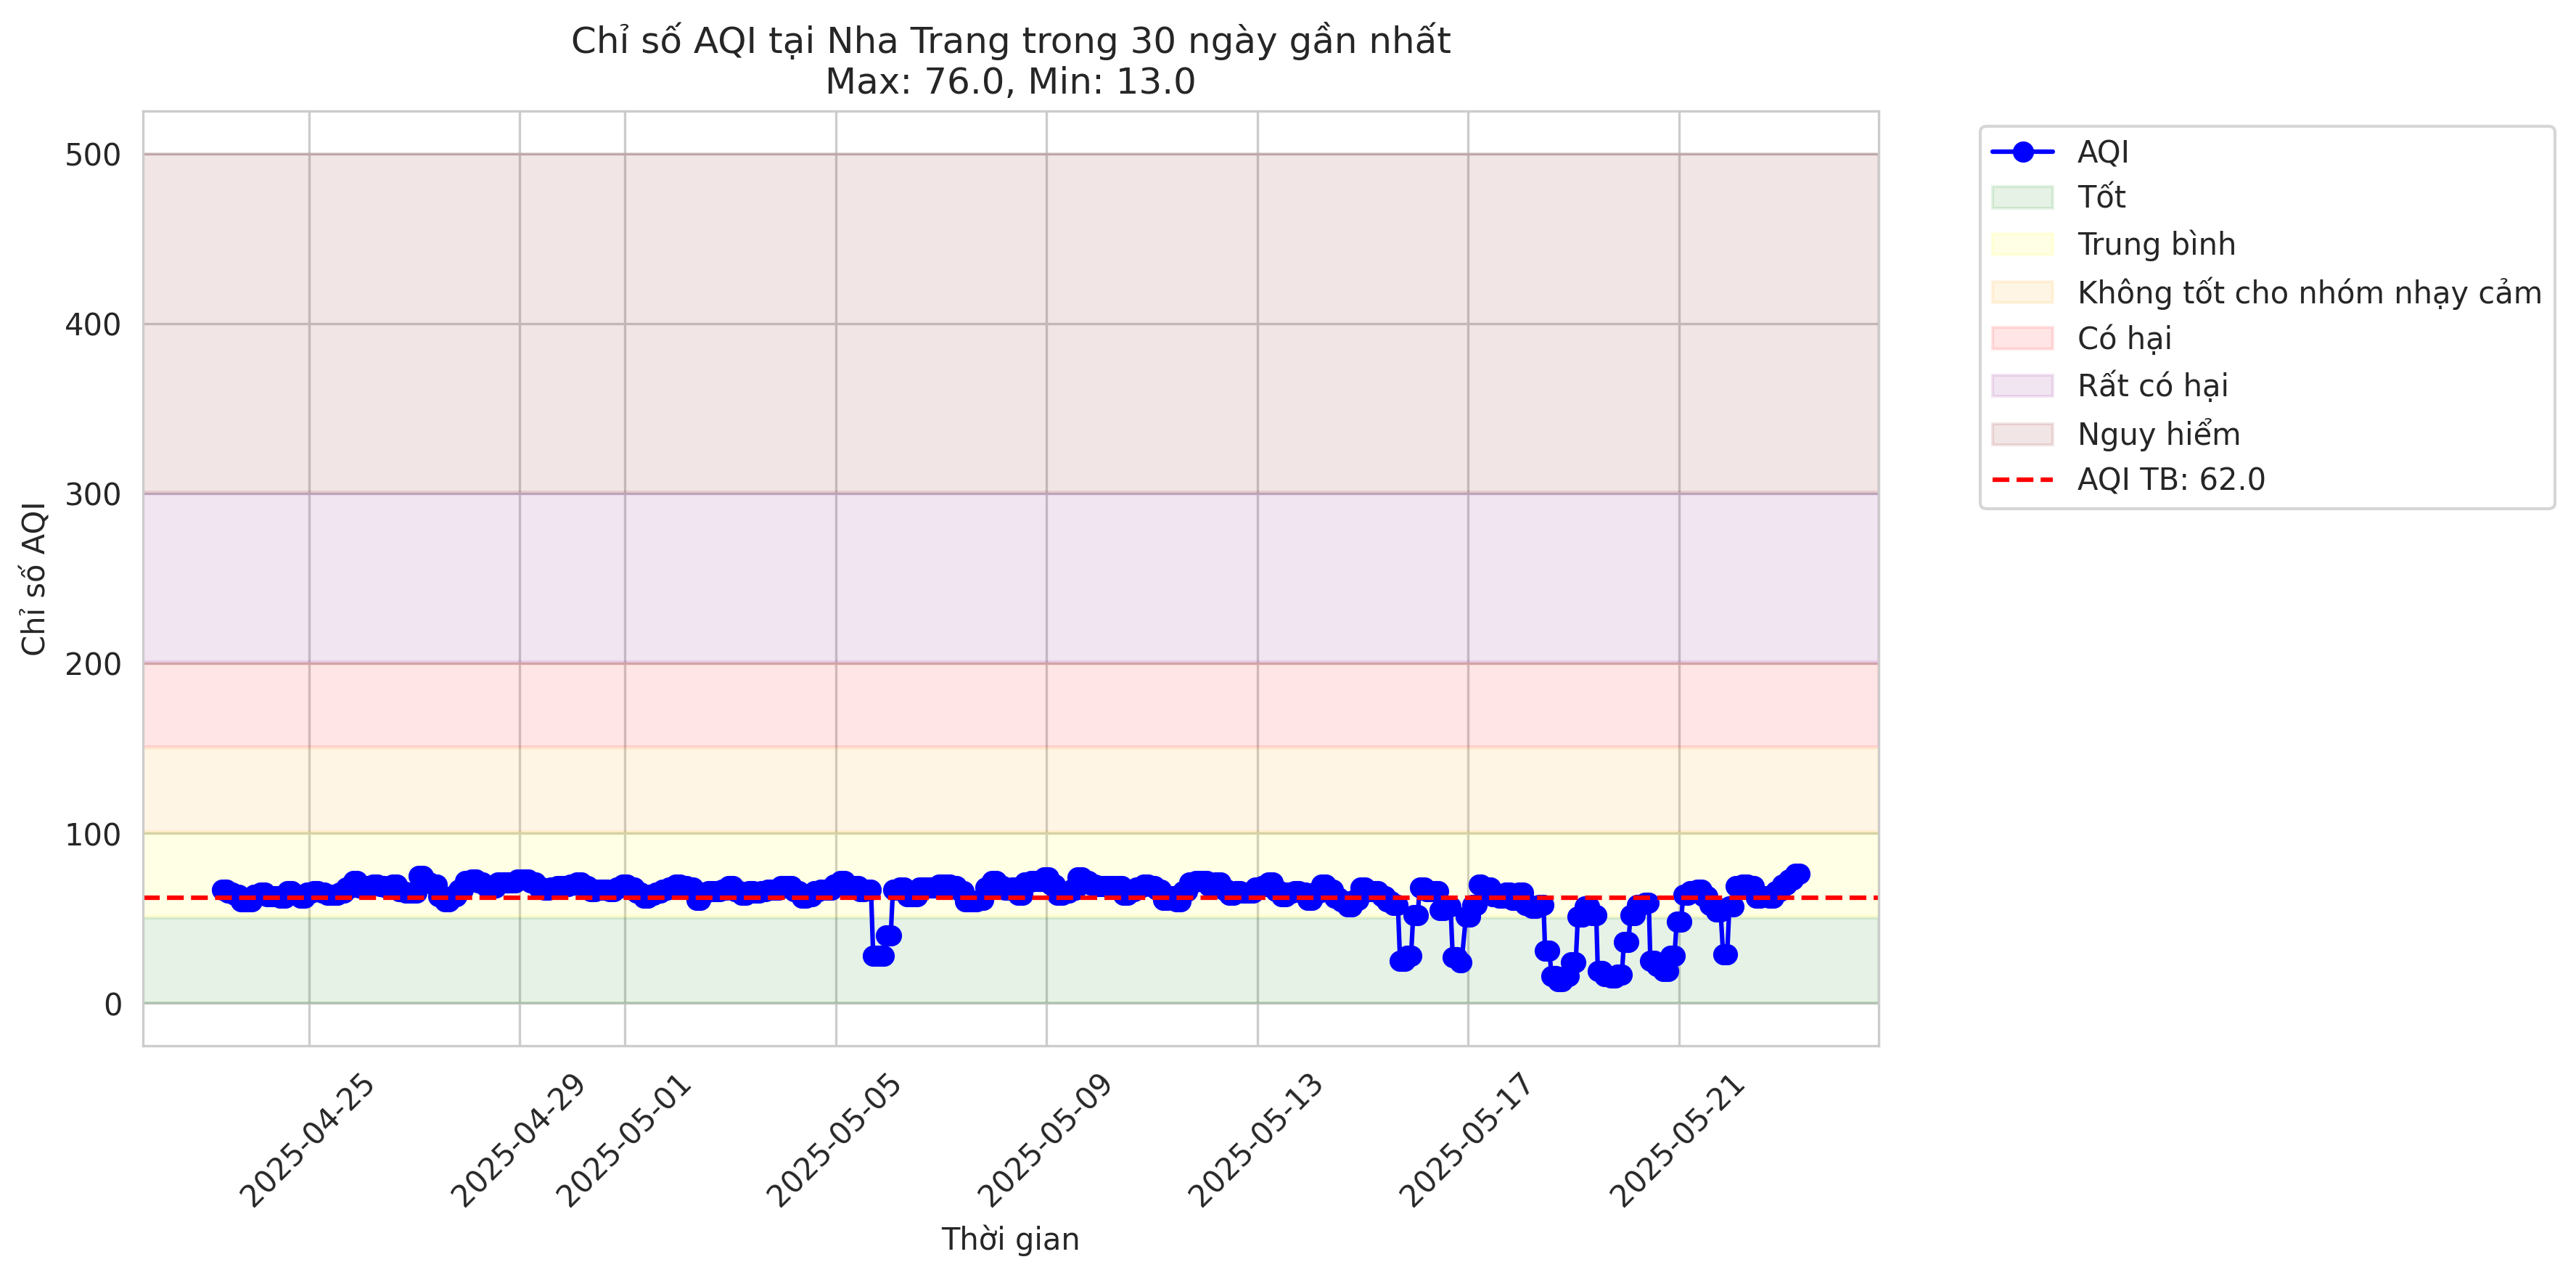 Chỉ số AQI tại Nha Trang trong 30 ngày gần nhất
Max: 76.0, Min: 13.0
Chỉ số AQI
500
400
300
200
100
0
2025-04-25
2025-04-29
2025-05-01
2025-05-05
2025-05-09
2025-05-13
2025-05-17
2025-05-21
Thời gian
AQI
Tốt
Trung bình
Không tốt cho nhóm nhạy cảm
Có hại
Rất có hại
Nguy hiểm
AQI TB: 62.0